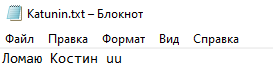 Katunin.txt – Блокнот
Файл Правка Формат Вид Справка
Ломаю Костин uu